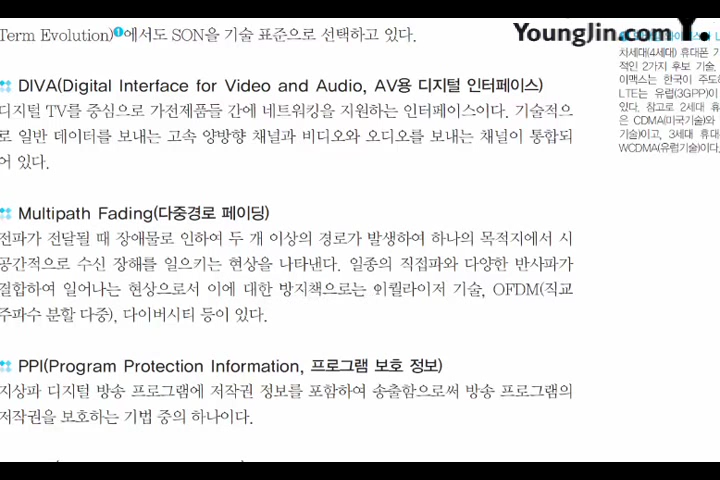 Term Evolution)❶에서도 SON을 기술 표준으로 선택하고 있다.
YoungJin.com Y.
DIVA(Digital Interface for Video and Audio, AV용 디지털 인터페이스)
디지털 TV를 중심으로 가전제품들 간에 네트워킹을 지원하는 인터페이스이다. 기술적으
로 일반 데이터를 보내는 고속 양방향 채널과 비디오와 오디오를 보내는 채널이 통합되
어 있다.
Multipath Fading(다중경로 페이딩)
전파가 전달될 때 장애물로 인하여 두 개 이상의 경로가 발생하여 하나의 목적지에서 시
공간적으로 수신 장해를 일으키는 현상을 나타낸다. 일종의 직접파와 다양한 반사파가
결합하여 일어나는 현상으로서 이에 대한 방지책으로는 이퀄라이저 기술, OFDM(직교
주파수 분할 다중), 다이버시티 등이 있다.
PPI(Program Protection Information, 프로그램 보호 정보)
지상파 디지털 방송 프로그램에 저작권 정보를 포함하여 송출함으로써 방송 프로그램의
저작권을 보호하는 기법 중의 하나이다.
차세대(4세대) 휴대폰 기
적인 2가지 후보 기술,
이맥스는 한국이 주도하
LTE는 유럽(3GPP)이
있다. 참고로 2세대 휴
은 CDMA(미국기술)와
기술)이고, 3세대 휴대
WCDMA(유럽기술)이다.